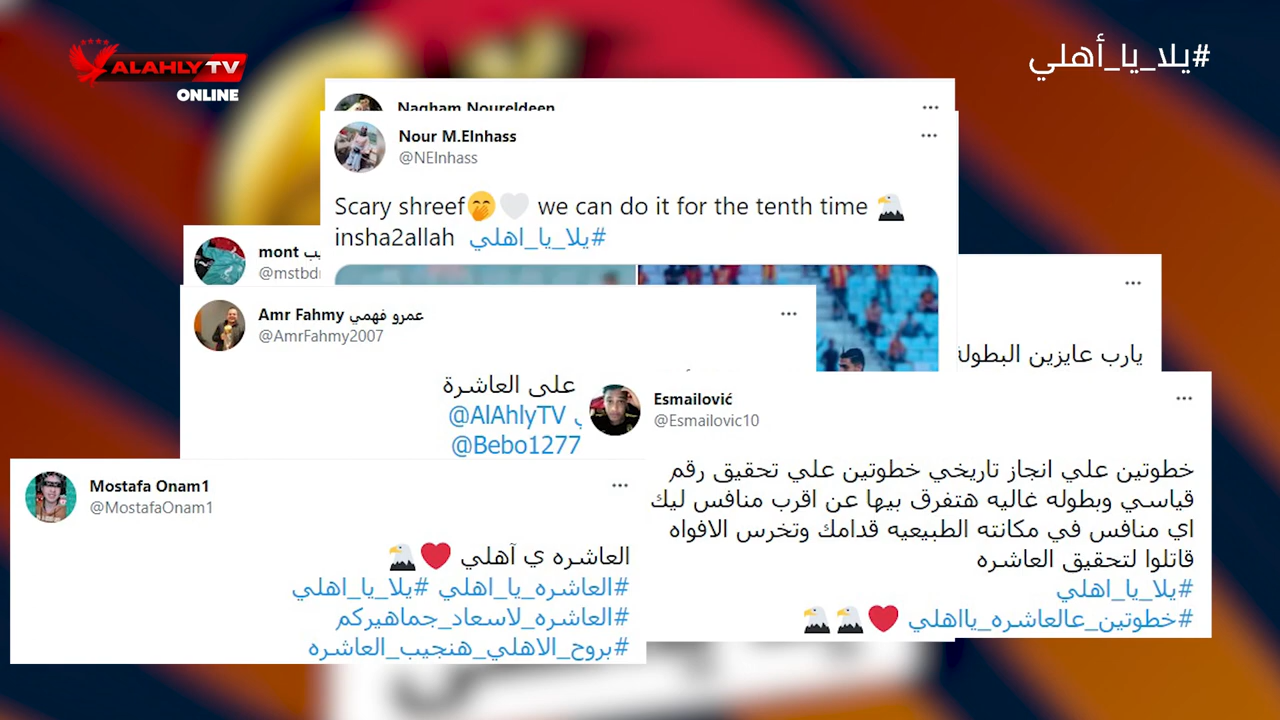 ALAHLY TV
ONLINE
#يلا_يا_أهلي
Nagham Noureldeen
Nour M.Elnhass
@NElnhass
Scary shreef🤭🤍 we can do it for the tenth time 🦅
insha2allah #يلا_يا_اهلي
mont
@mstbd
يارب عايزين البطولة
Amr Fahmy عمرو فهمي
@AmrFahmy2007
على العاشرة
@AlAhlyTV
@Bebo1277
Esmailović
@Esmailovic10
خطوتين علي انجاز تاريخي خطوتين علي تحقيق رقم
قياسي وبطوله غاليه هتفرق بيها عن اقرب منافس ليك
اي منافس في مكانته الطبيعيه قدامك وتخرس الافواه
قاتلوا لتحقيق العاشره
#يلا_يا_اهلي
#خطوتين_عالعاشره_يااهلي ❤️🦅🦅
Mostafa Onam1
@MostafaOnam1
العاشره ي آهلي ❤️🦅
#العاشره_يا_اهلي #يلا_يا_اهلي
#العاشره_لاسعاد_جماهيركم
#بروح_الاهلي_هنجيب_العاشره